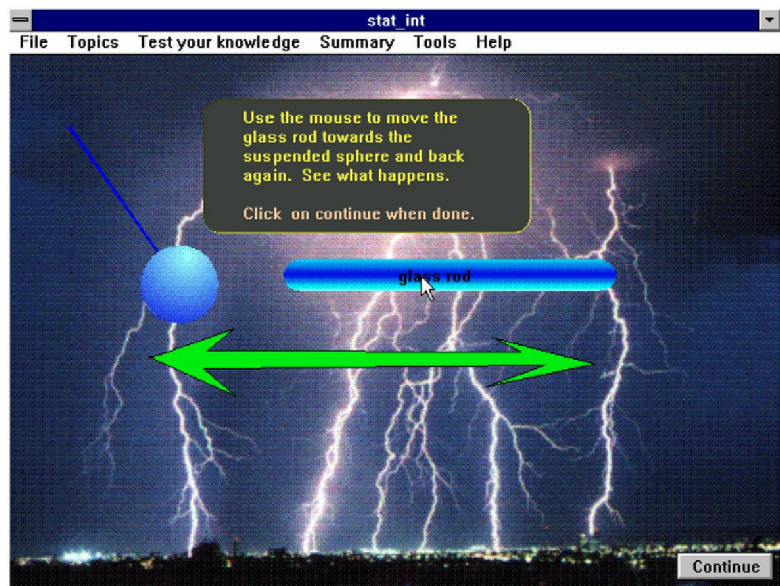 stat_int
File Topics Test your knowledge Summary Tools Help
Use the mouse to move the
glass rod towards the
suspended sphere and back
again. See what happens.
Click on continue when done.
glass rod
Continue